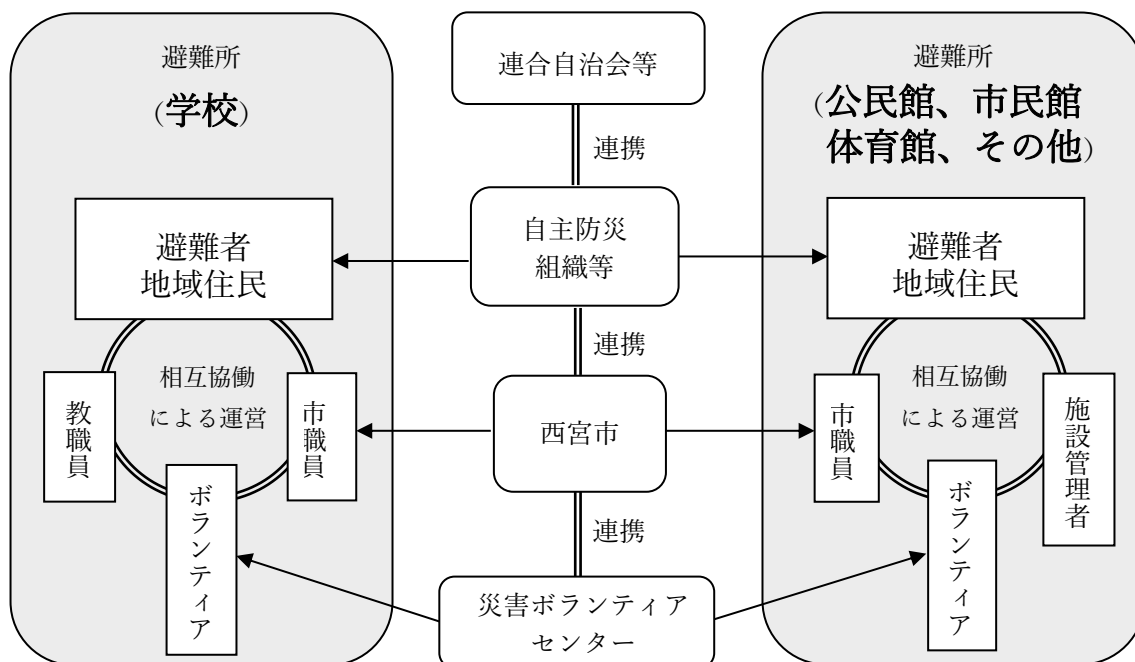 避難所
(学校)
避難者
地域住民
相互協働
による運営
教職員
市職員
ボランティア
連合自治会等
連携
自主防災
組織等
連携
西宮市
連携
災害ボランティア
センター
避難所
(公民館、市民館
体育館、その他)
避難者
地域住民
相互協働
による運営
市職員
施設管理者
ボランティア